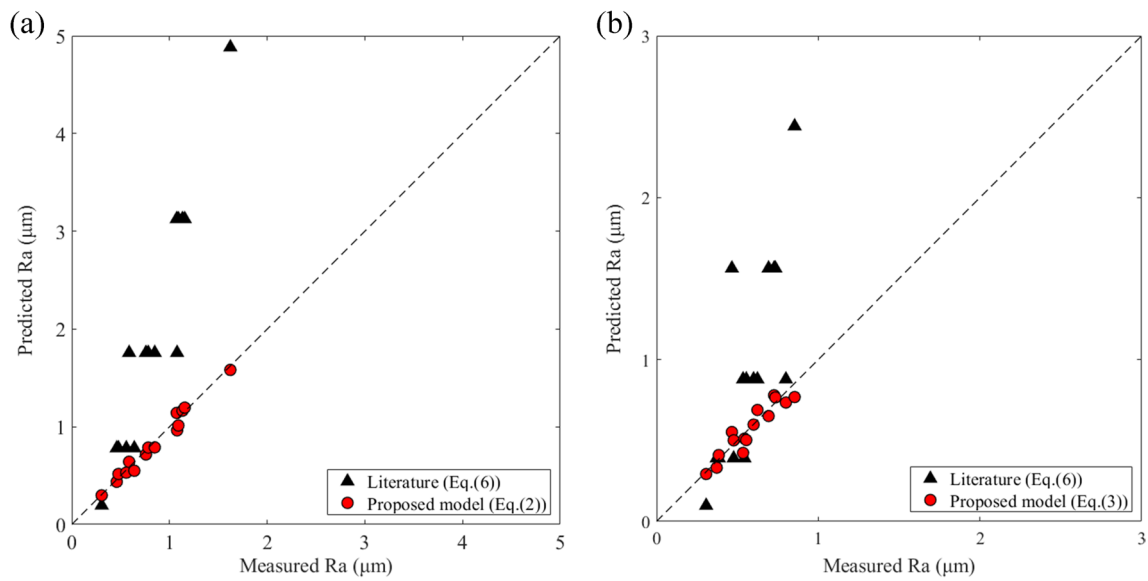 (a)
5
4
3
2
1
0
Predicted Ra (μm)
0 1 2 3 4 5
Measured Ra (μm)
Literature (Eq.(6))
Proposed model (Eq.(2))
(b)
3
2
1
0
Predicted Ra (μm)
0 1 2 3
Measured Ra (μm)
Literature (Eq.(6))
Proposed model (Eq.(3))